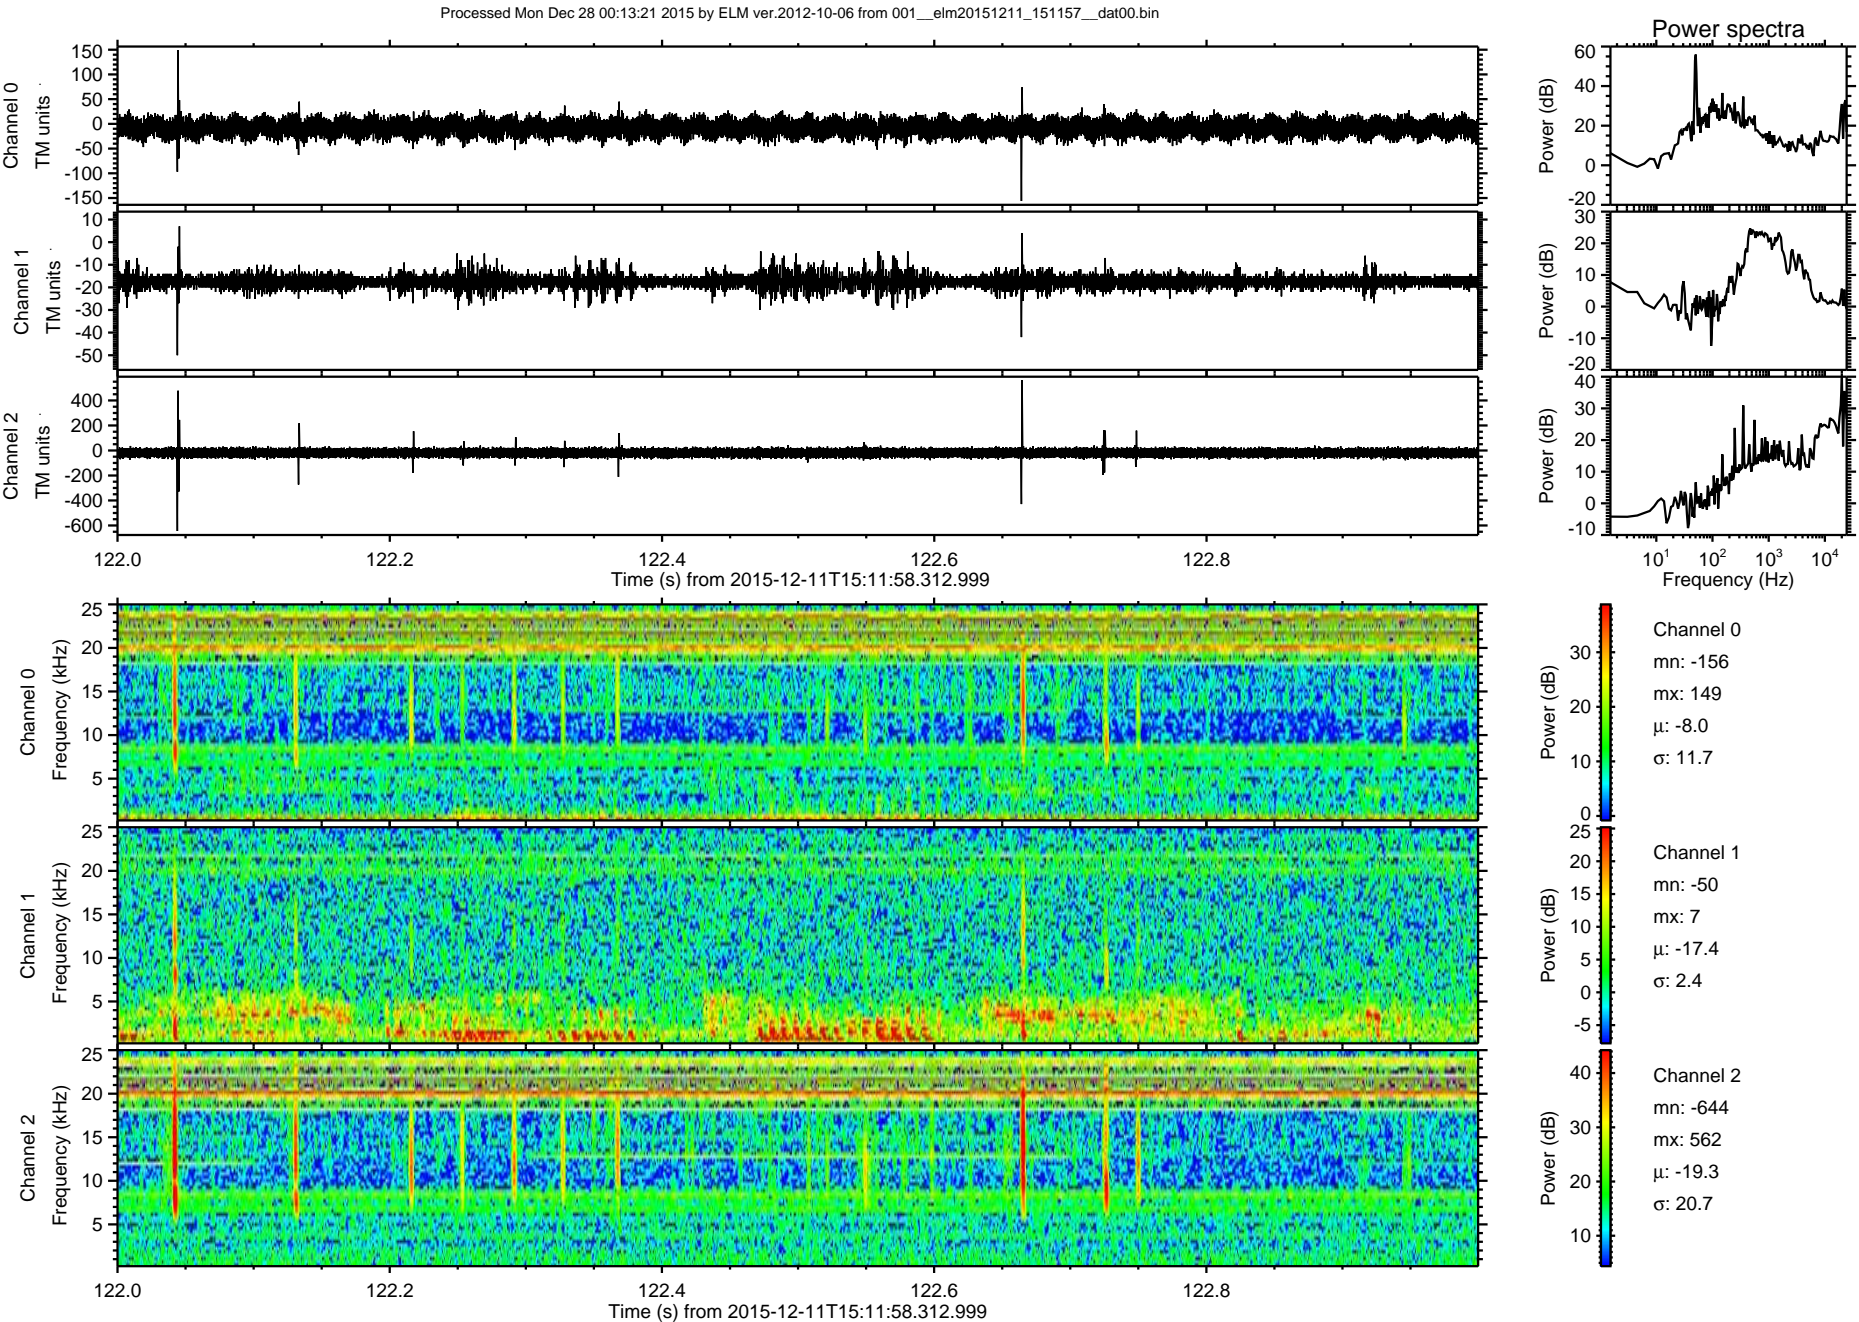 Processed Mon Dec 28 00:13:21 2015 by ELM ver.2012-10-06 from 001__elm20151211_151157__dat00.bin
Power spectra
Channel 0
TM units
150
100
50
0
-50
-100
-150
Power (dB)
60
40
20
0
-20
Channel 1
TM units
10
0
-10
-20
-30
-40
-50
Power (dB)
30
20
10
0
-10
-20
Channel 2
TM units
400
200
0
-200
-400
-600
Power (dB)
40
30
20
10
0
-10
122.0 122.2 122.4 122.6 122.8
Time (s) from 2015-12-11T15:11:58.312.999
10¹ 10² 10³ 10⁴
Frequency (Hz)
Channel 0
Frequency (kHz)
25
20
15
10
5
Power (dB)
30
20
10
0
Channel 0
mn: -156
mx: 149
μ: -8.0
σ: 11.7
Channel 1
Frequency (kHz)
25
20
15
10
5
Power (dB)
25
20
15
10
5
0
-5
Channel 1
mn: -50
mx: 7
μ: -17.4
σ: 2.4
Channel 2
Frequency (kHz)
25
20
15
10
5
Power (dB)
40
30
20
10
Channel 2
mn: -644
mx: 562
μ: -19.3
σ: 20.7
122.0 122.2 122.4 122.6 122.8
Time (s) from 2015-12-11T15:11:58.312.999